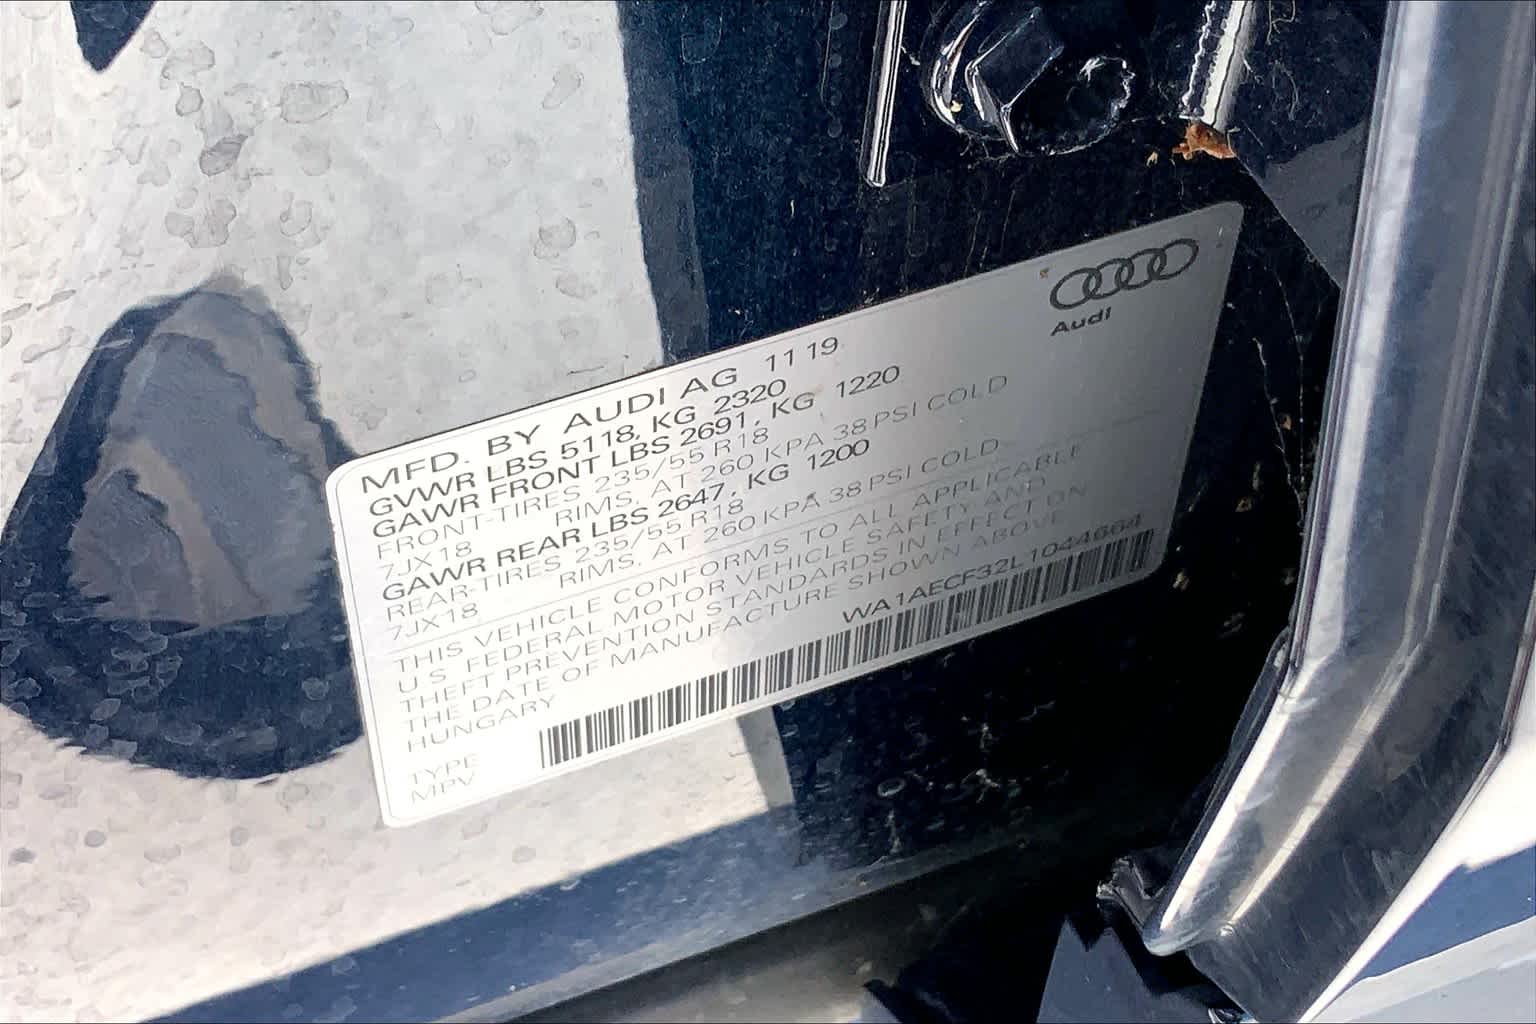 Audi
MFD. BY AUDI AG 11 19
GVWR LBS 5118, KG 2320
GAWR FRONT LBS 2691, KG 1220
FRONT-TIRES 235/55 R18
7JX18 RIMS, AT 260 KPA 38 PSI COLD
GAWR REAR LBS 2647, KG 1200
REAR-TIRES 235/55 R18
7JX18 RIMS, AT 260 KPA 38 PSI COLD
THIS VEHICLE CONFORMS TO ALL APPLICABLE
U S FEDERAL MOTOR VEHICLE SAFETY AND
THEFT PREVENTION STANDARDS IN EFFECT ON
THE DATE OF MANUFACTURE SHOWN ABOVE
HUNGARY WA1AECF32L1044664
TYPE
MPV